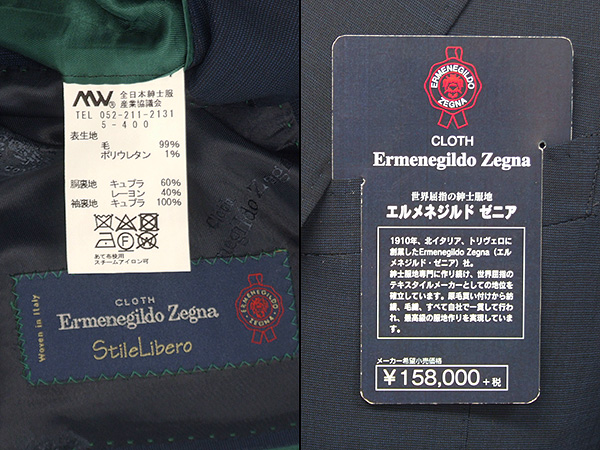 MW 全日本紳士服
産業協議会
TEL 052-211-2131
5-400
表生地
毛 99%
ポリウレタン 1%
胴裏地 キュプラ 60%
レーヨン 40%
袖裏地 キュプラ 100%
あて布使用
スチームアイロン可
Woven in Italy
CLOTH
Ermenegildo Zegna
StileLibero
ERMENEGILDO
ZEGNA
ERMENEGILDO
ZEGNA
CLOTH
Ermenegildo Zegna
世界屈指の紳士服地
エルメネジルド ゼニア
1910年、北イタリア、トリヴェロに
創業したErmenegildo Zegna（エル
メネジルド・ゼニア）社。
紳士服地専門に作り続け、世界屈指の
テキスタイルメーカーとしての地位を
確立しています。原毛買い付けから紡
績、毛織、すべて自社で一貫して行わ
れ、最高級の服地作りを実現していま
す。
メーカー希望小売価格
¥158,000+税